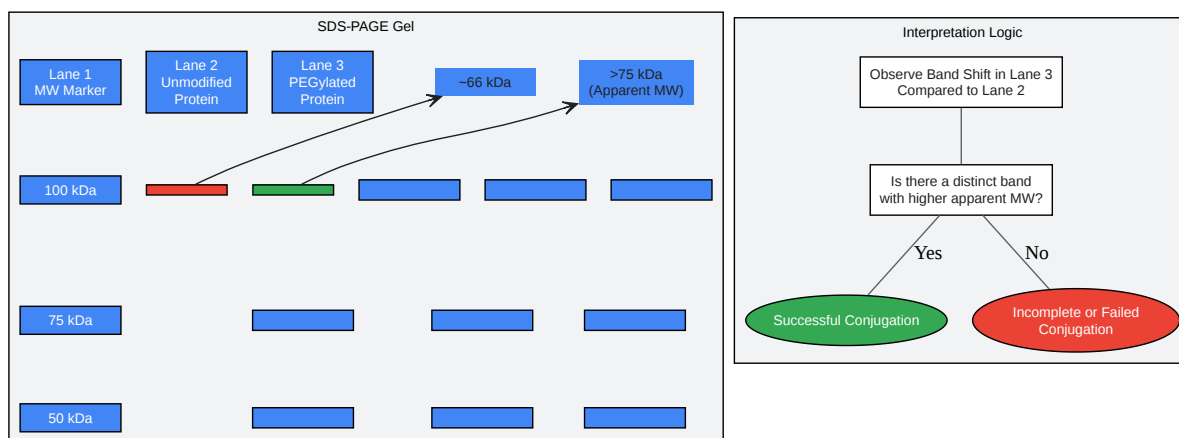 SDS-PAGE Gel
Lane 1
MW Marker
Lane 2
Unmodified
Protein
Lane 3
PEGylated
Protein
~66 kDa
>75 kDa
(Apparent MW)
100 kDa
75 kDa
50 kDa
Interpretation Logic
Observe Band Shift in Lane 3
Compared to Lane 2
Is there a distinct band
with higher apparent MW?
Yes
No
Successful Conjugation
Incomplete or Failed
Conjugation